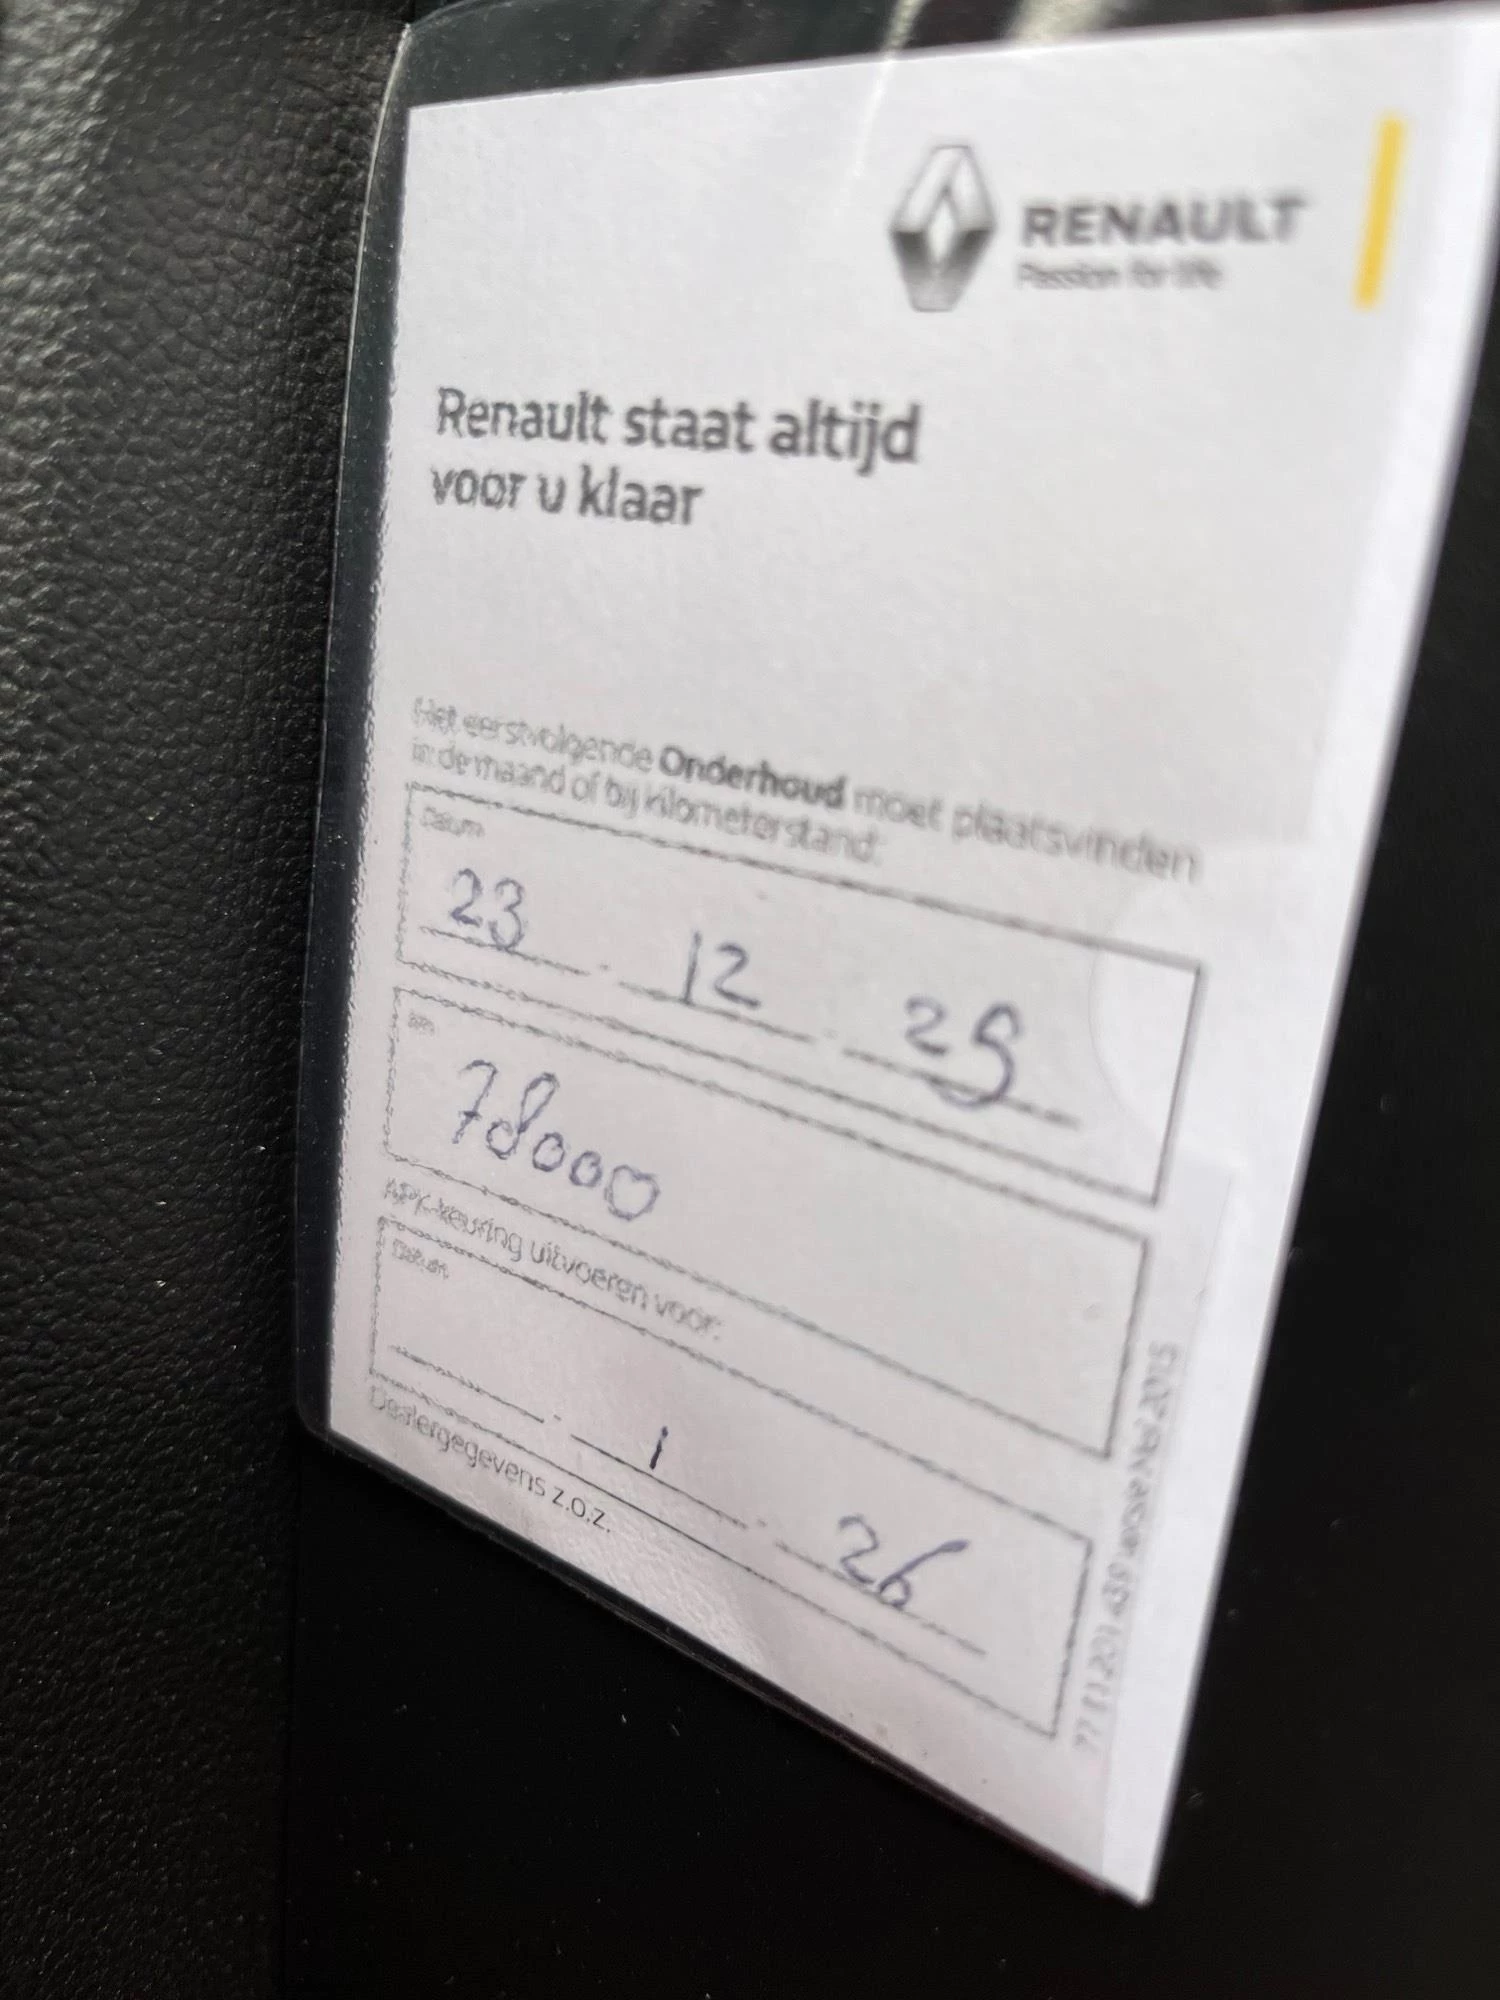 RENAULT
Passion for life
Renault staat altijd
voor u klaar
Het eerstvolgende Onderhoud moet plaatsvinden
in de maand of bij kilometerstand:
Datum
23 - 12 - 25
km
78000
APK-keuring uitvoeren voor:
Datum
- 1 - 26
Dealergegevens z.o.z.